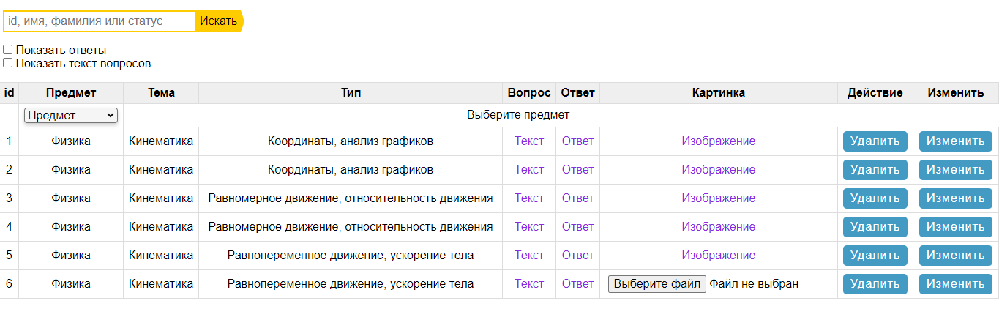 id, имя, фамилия или статус Искать
Показать ответы
Показать текст вопросов
id Предмет Тема Тип Вопрос Ответ Картинка Действие Изменить
- Предмет Выберите предмет
1 Физика Кинематика Координаты, анализ графиков Текст Ответ Изображение Удалить Изменить
2 Физика Кинематика Координаты, анализ графиков Текст Ответ Изображение Удалить Изменить
3 Физика Кинематика Равномерное движение, относительность движения Текст Ответ Изображение Удалить Изменить
4 Физика Кинематика Равномерное движение, относительность движения Текст Ответ Изображение Удалить Изменить
5 Физика Кинематика Равнопеременное движение, ускорение тела Текст Ответ Изображение Удалить Изменить
6 Физика Кинематика Равнопеременное движение, ускорение тела Текст Ответ Выберите файл Файл не выбран Удалить Изменить